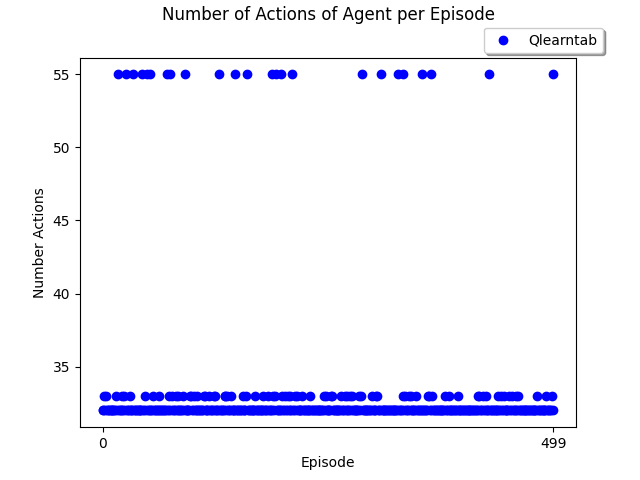 Number of Actions of Agent per Episode
Qlearntab
55
50
45
40
35
Number Actions
0
499
Episode